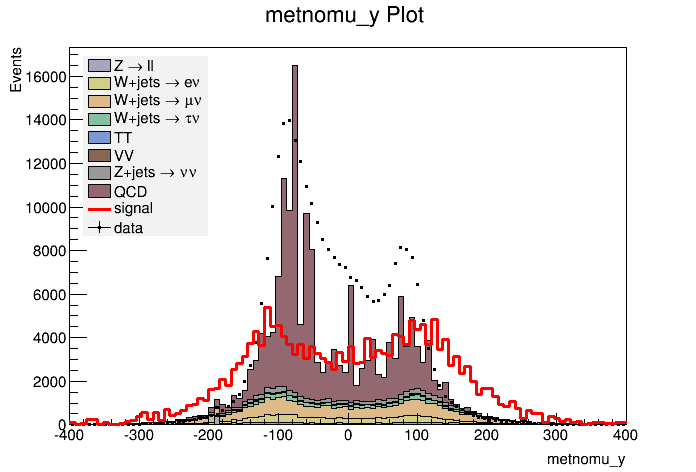 metnomu_y Plot
Events
Z → ll
W+jets → eν
W+jets → μν
W+jets → τν
TT
VV
Z+jets → νν
QCD
signal
data
16000
14000
12000
10000
8000
6000
4000
2000
0
-400 -300 -200 -100 0 100 200 300 400
metnomu_y